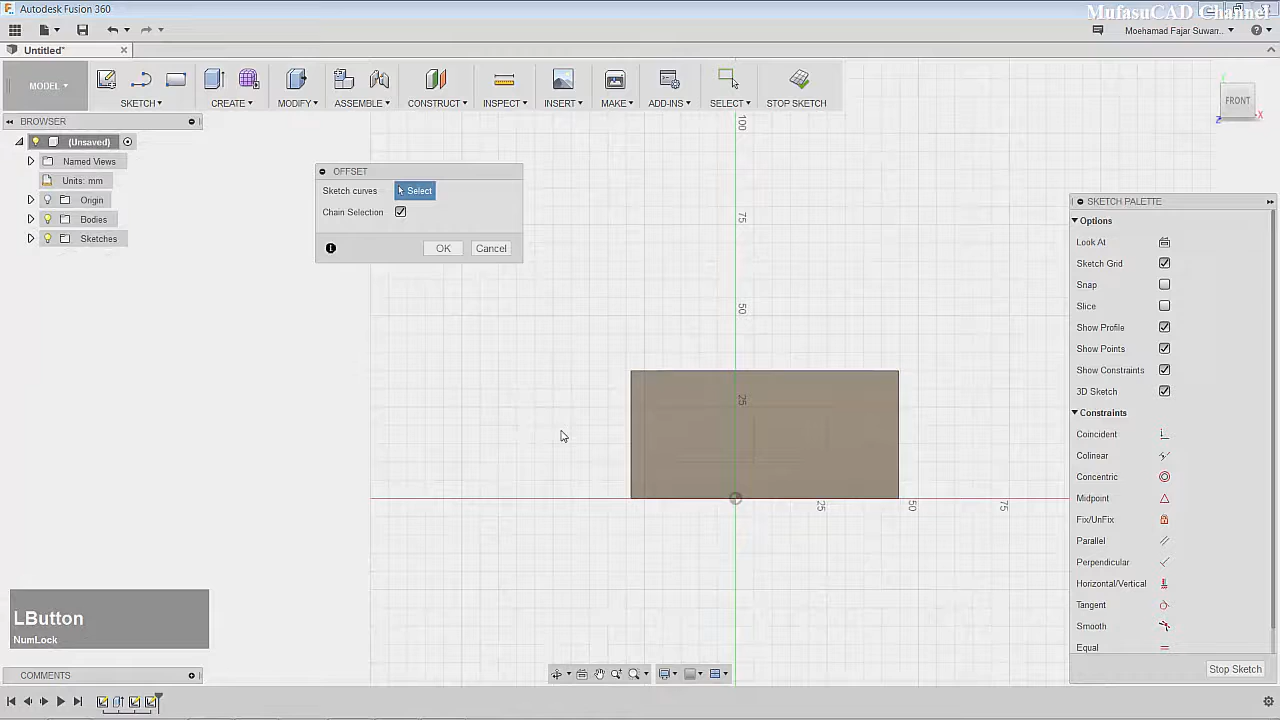 Autodesk Fusion 360
MufasuCAD Channel
Moehamad Fajar Suwan..
Untitled*
MODEL
SKETCH
CREATE
MODIFY
ASSEMBLE
CONSTRUCT
INSPECT
INSERT
MAKE
ADD-INS
SELECT
STOP SKETCH
FRONT
Z
X
BROWSER
(Unsaved)
Named Views
Units: mm
Origin
Bodies
Sketches
OFFSET
Sketch curves
Select
Chain Selection
OK
Cancel
100
75
50
25
25
50
75
SKETCH PALETTE
Options
Look At
Sketch Grid
Snap
Slice
Show Profile
Show Points
Show Constraints
3D Sketch
Constraints
Coincident
Colinear
Concentric
Midpoint
Fix/UnFix
Parallel
Perpendicular
Horizontal/Vertical
Tangent
Smooth
Equal
Stop Sketch
LButton
NumLock
COMMENTS